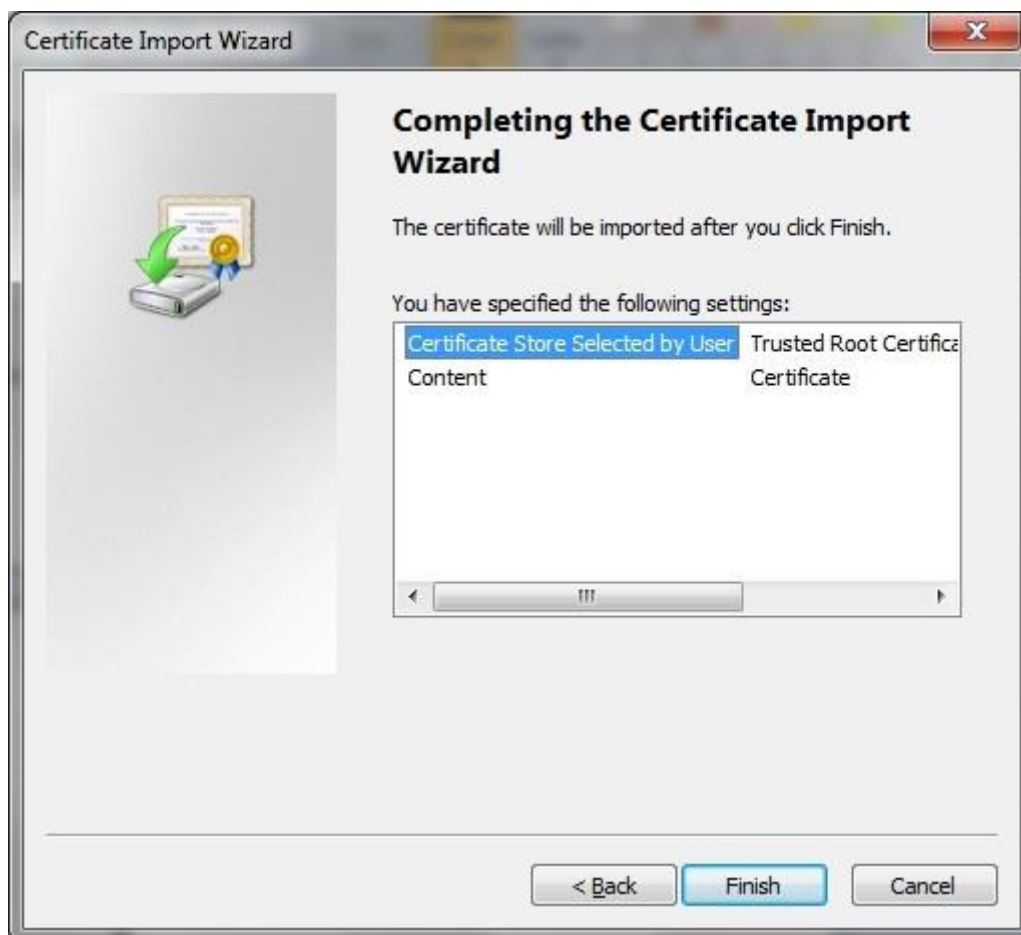 Certificate Import Wizard
Completing the Certificate Import
Wizard
The certificate will be imported after you click Finish.
You have specified the following settings:
Certificate Store Selected by User Trusted Root Certifica
Content Certificate
< Back Finish Cancel